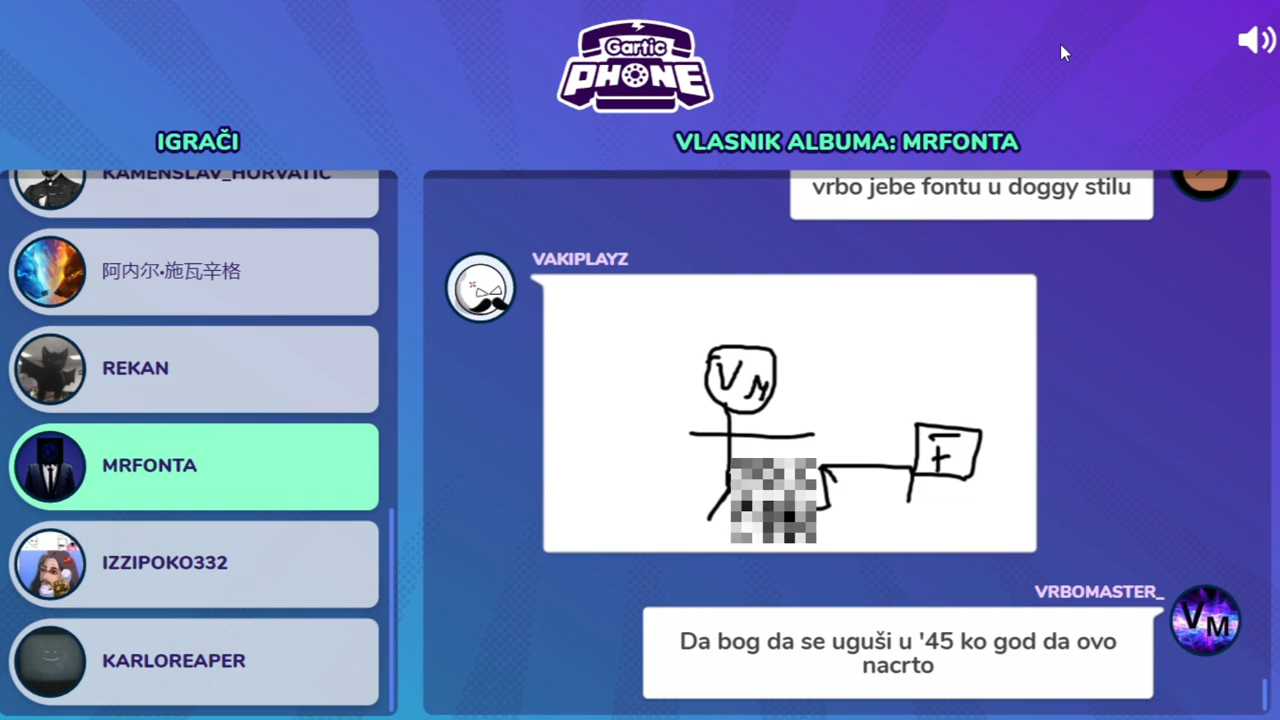 Gartic
PHONE
IGRAČI
VLASNIK ALBUMA: MRFONTA
KAMENSLAV_HORVATIC
阿内尔•施瓦辛格
REKAN
MRFONTA
IZZIPOKO332
KARLOREAPER
vrbo jebe fontu u doggy stilu
VAKIPLAYZ
VM
F
VRBOMASTER_
VM
Da bog da se uguši u '45 ko god da ovo
nacrto